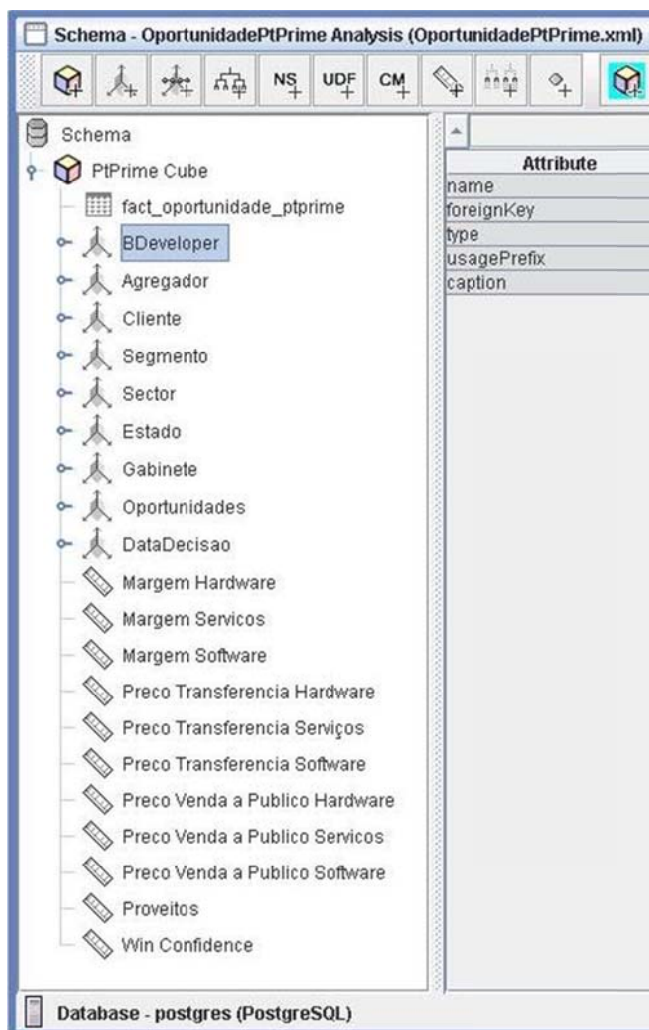 Schema - OportunidadePtPrime Analysis (OportunidadePtPrime.xml)
NS UDF CM
Schema
PtPrime Cube
fact_oportunidade_ptprime
BDeveloper
Agregador
Cliente
Segmento
Sector
Estado
Gabinete
Oportunidades
DataDecisao
Margem Hardware
Margem Servicos
Margem Software
Preco Transferencia Hardware
Preco Transferencia Serviços
Preco Transferencia Software
Preco Venda a Publico Hardware
Preco Venda a Publico Servicos
Preco Venda a Publico Software
Proveitos
Win Confidence
Attribute
name
foreignKey
type
usagePrefix
caption
Database - postgres (PostgreSQL)